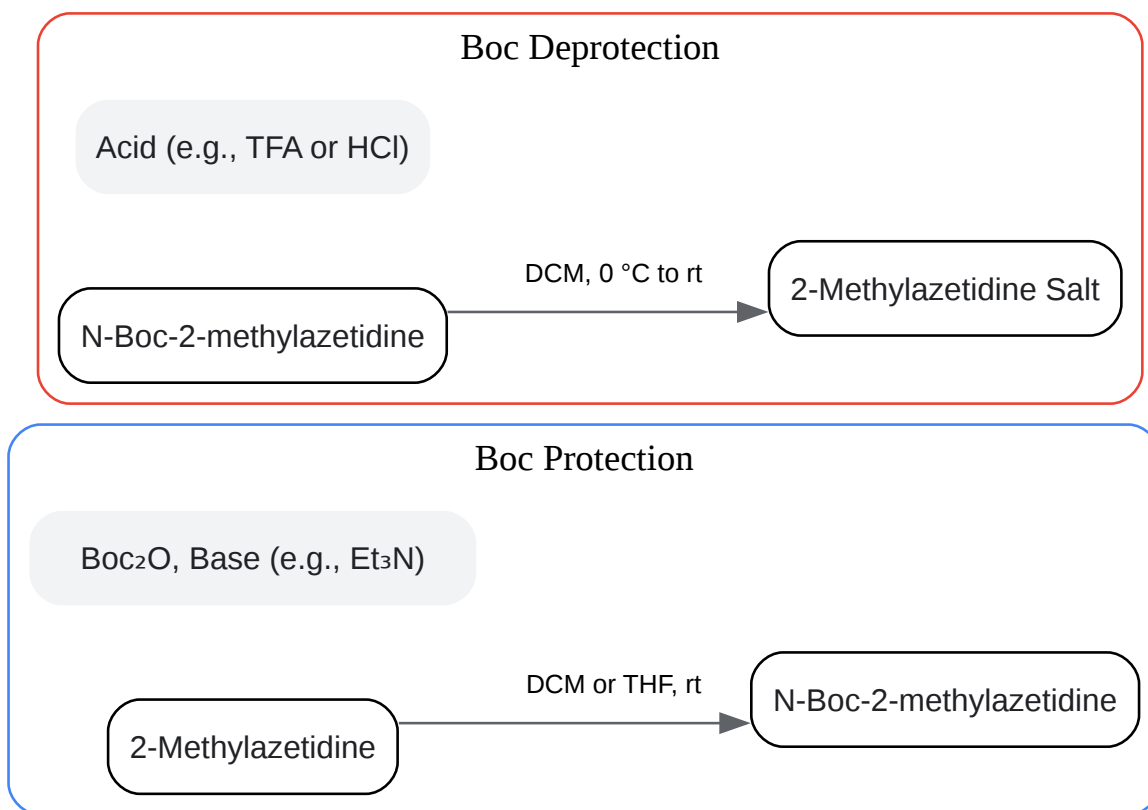 Boc Deprotection
Acid (e.g., TFA or HCl)
DCM, 0 °C to rt
2-Methylazetidine Salt
N-Boc-2-methylazetidine
Boc Protection
Boc₂O, Base (e.g., Et₃N)
DCM or THF, rt
N-Boc-2-methylazetidine
2-Methylazetidine